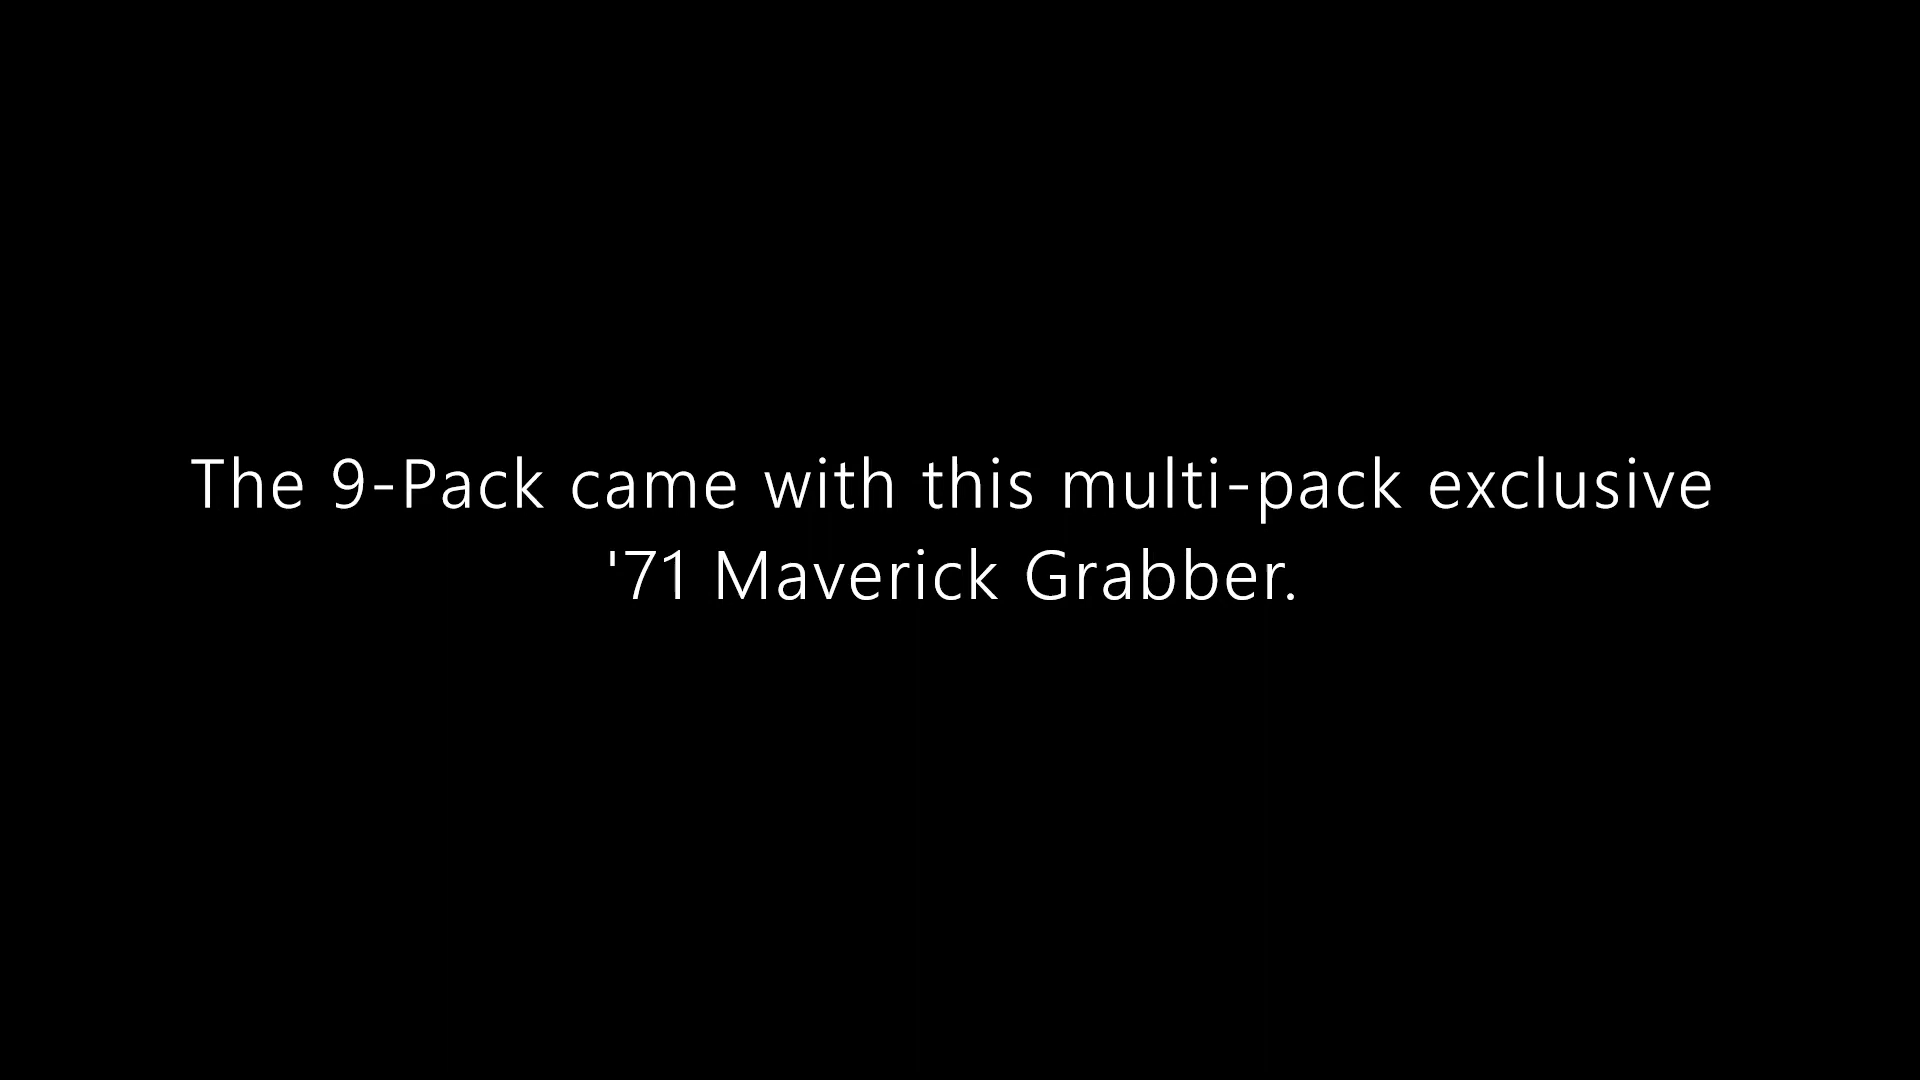 The 9-Pack came with this multi-pack exclusive
'71 Maverick Grabber.